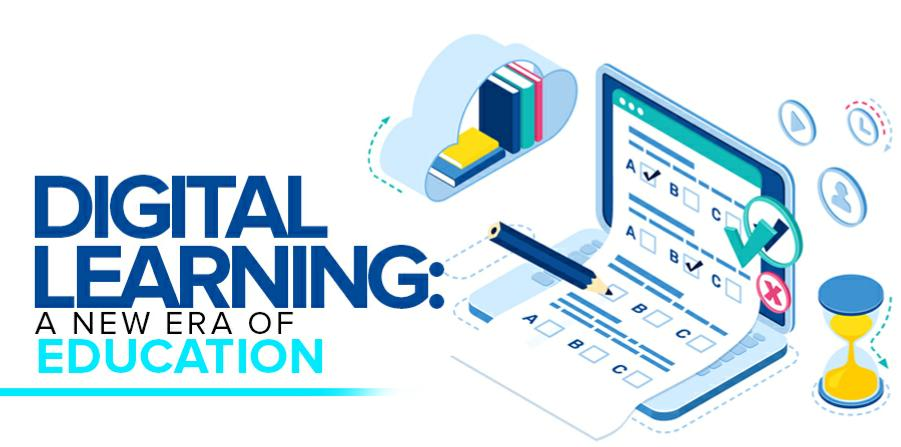 DIGITAL
LEARNING:
A NEW ERA OF
EDUCATION
A B C
A B C
B C
A B C